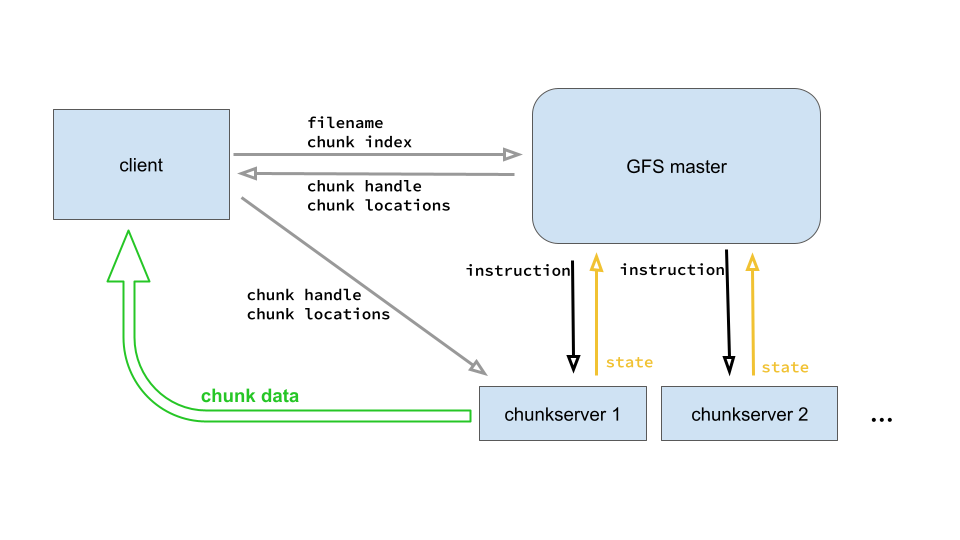 filename
chunk index
client
GFS master
chunk handle
chunk locations
instruction
instruction
chunk handle
chunk locations
state
state
chunk data
chunkserver 1
chunkserver 2
...